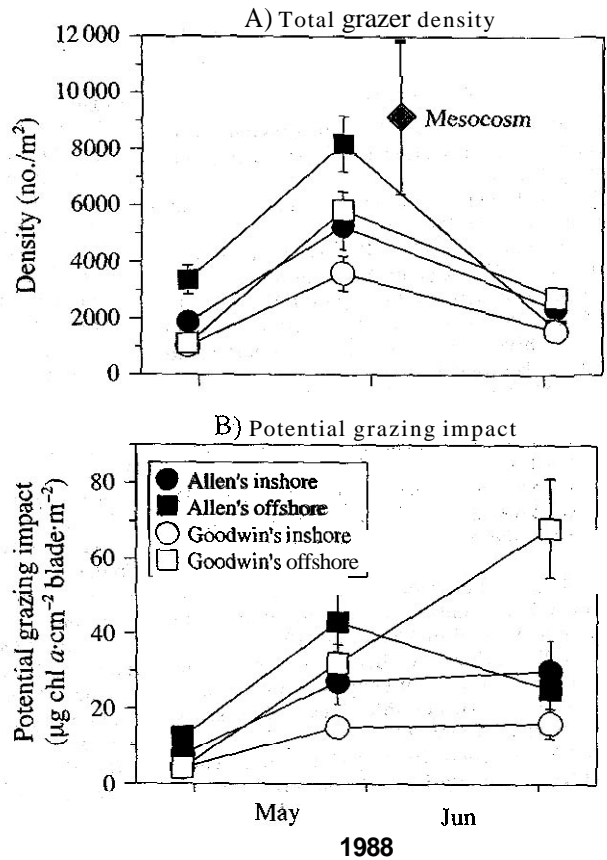 A) Total grazer density
12 000
10 000
8000
6000
4000
2000
0
Density (no./m²)
Mesocosm
B) Potential grazing impact
80
60
40
20
0
Potential grazing impact
(µg chl a·cm⁻² blade·m⁻²)
Allen's inshore
Allen's offshore
Goodwin's inshore
Goodwin's offshore
May
Jun
1988